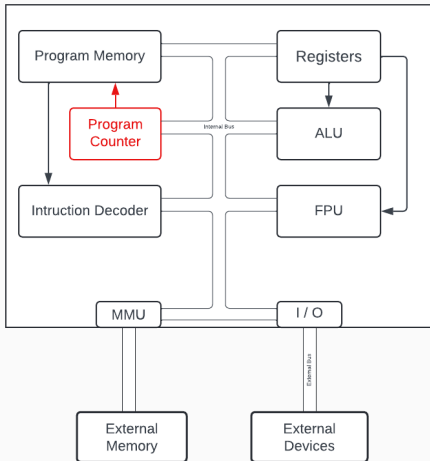 Program Memory
Registers
Program
Counter
Internal Bus
ALU
Intruction Decoder
FPU
MMU
I / O
External Bus
External
Memory
External
Devices